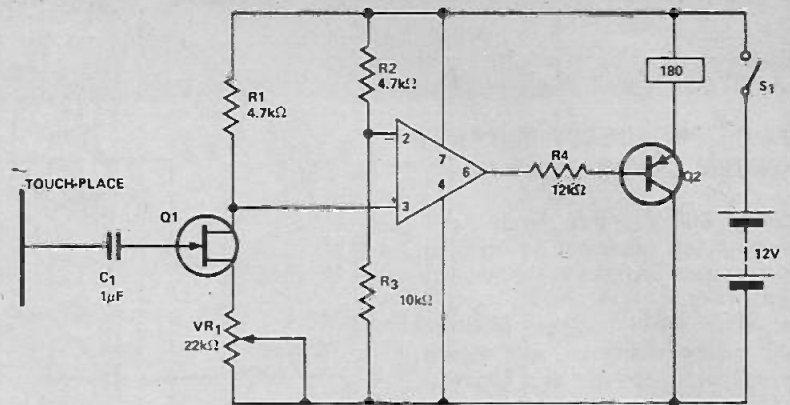 R1
4.7kΩ
R2
4.7kΩ
180
S1
TOUCH-PLACE
Q1
C1
1μF
2
−
7
6
4
+
3
R4
12kΩ
Q2
12V
R3
10kΩ
VR1
22kΩ